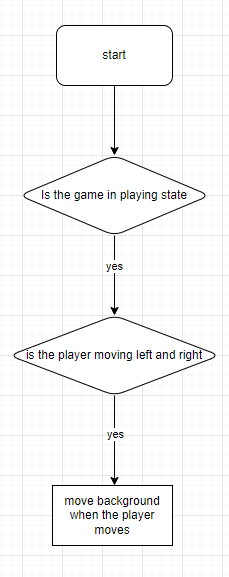 start
Is the game in playing state
yes
is the player moving left and right
yes
move background
when the player
moves